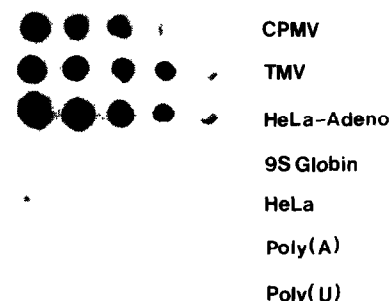 CPMV
TMV
HeLa-Adeno
9S Globin
HeLa
Poly(A)
Poly(U)